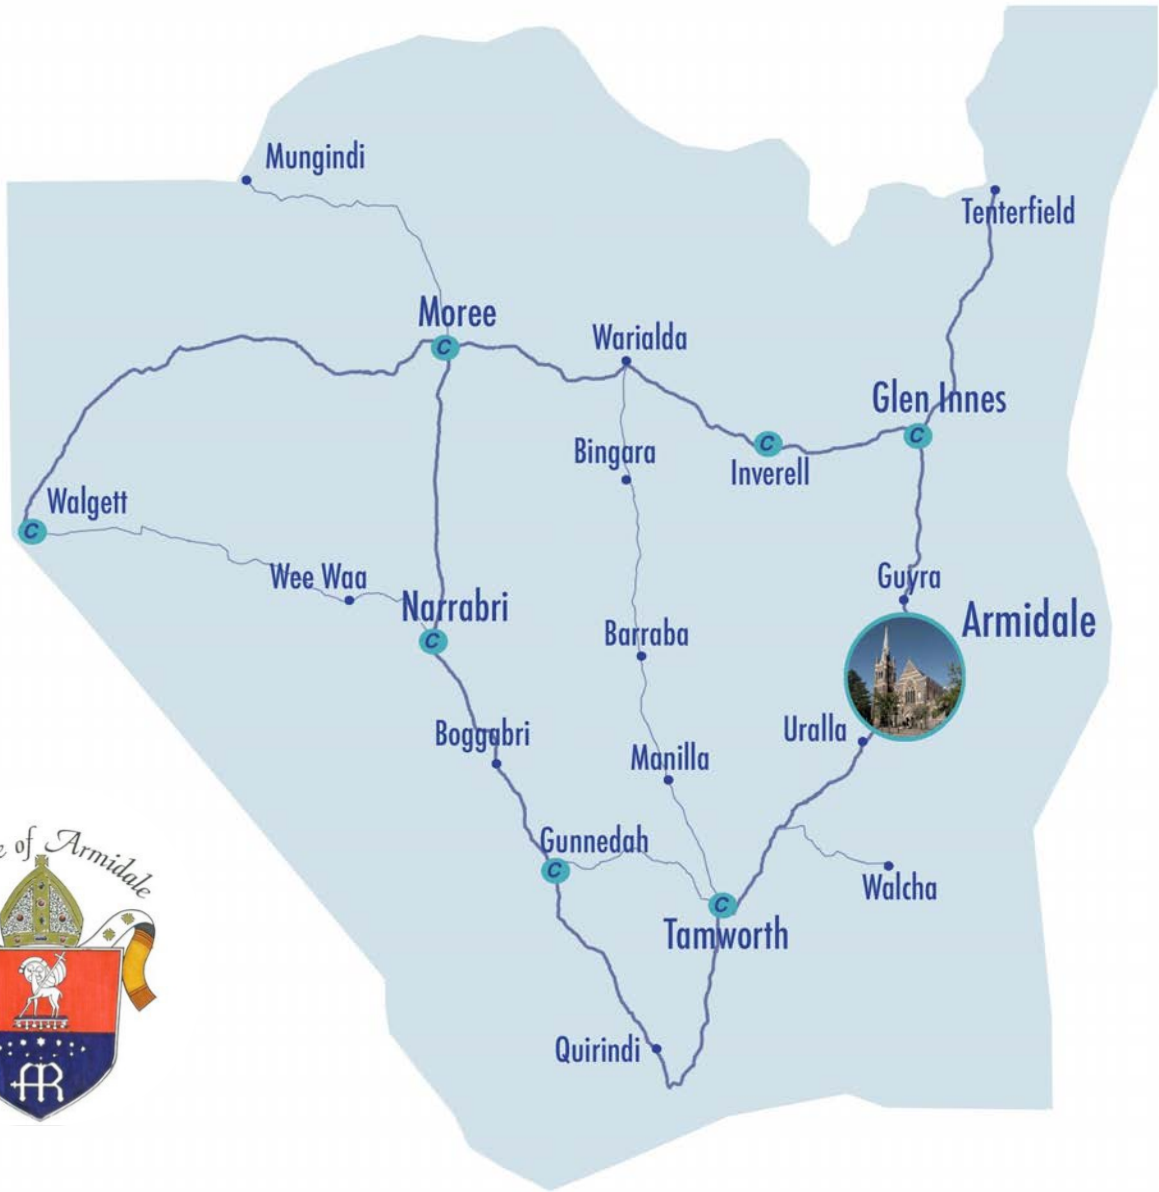 Mungindi
Tenterfield
Moree
C
Warialda
Glen Innes
C
Bingara
C
Inverell
Walgett
C
Wee Waa
Guyra
Narrabri
C
Armidale
Barraba
Boggabri
Uralla
Manilla
Gunnedah
C
of Armidale
Walcha
C
Tamworth
Quirindi
AR